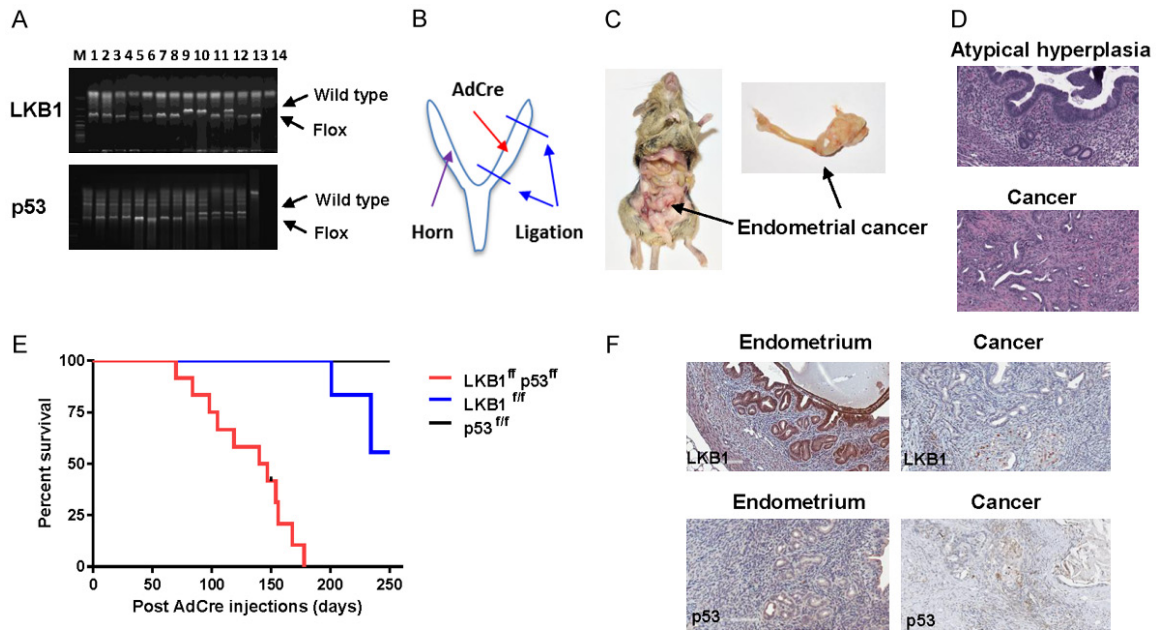 A
M 1 2 3 4 5 6 7 8 9 10 11 12 13 14
LKB1
Wild type
Flox
p53
Wild type
Flox
B
AdCre
Horn
Ligation
C
Endometrial cancer
D
Atypical hyperplasia
Cancer
E
100
75
50
25
0
Percent survival
0 50 100 150 200 250
Post AdCre injections (days)
LKB1ff p53ff
LKB1 f/f
p53 f/f
F
Endometrium
Cancer
LKB1
LKB1
Endometrium
Cancer
p53
p53